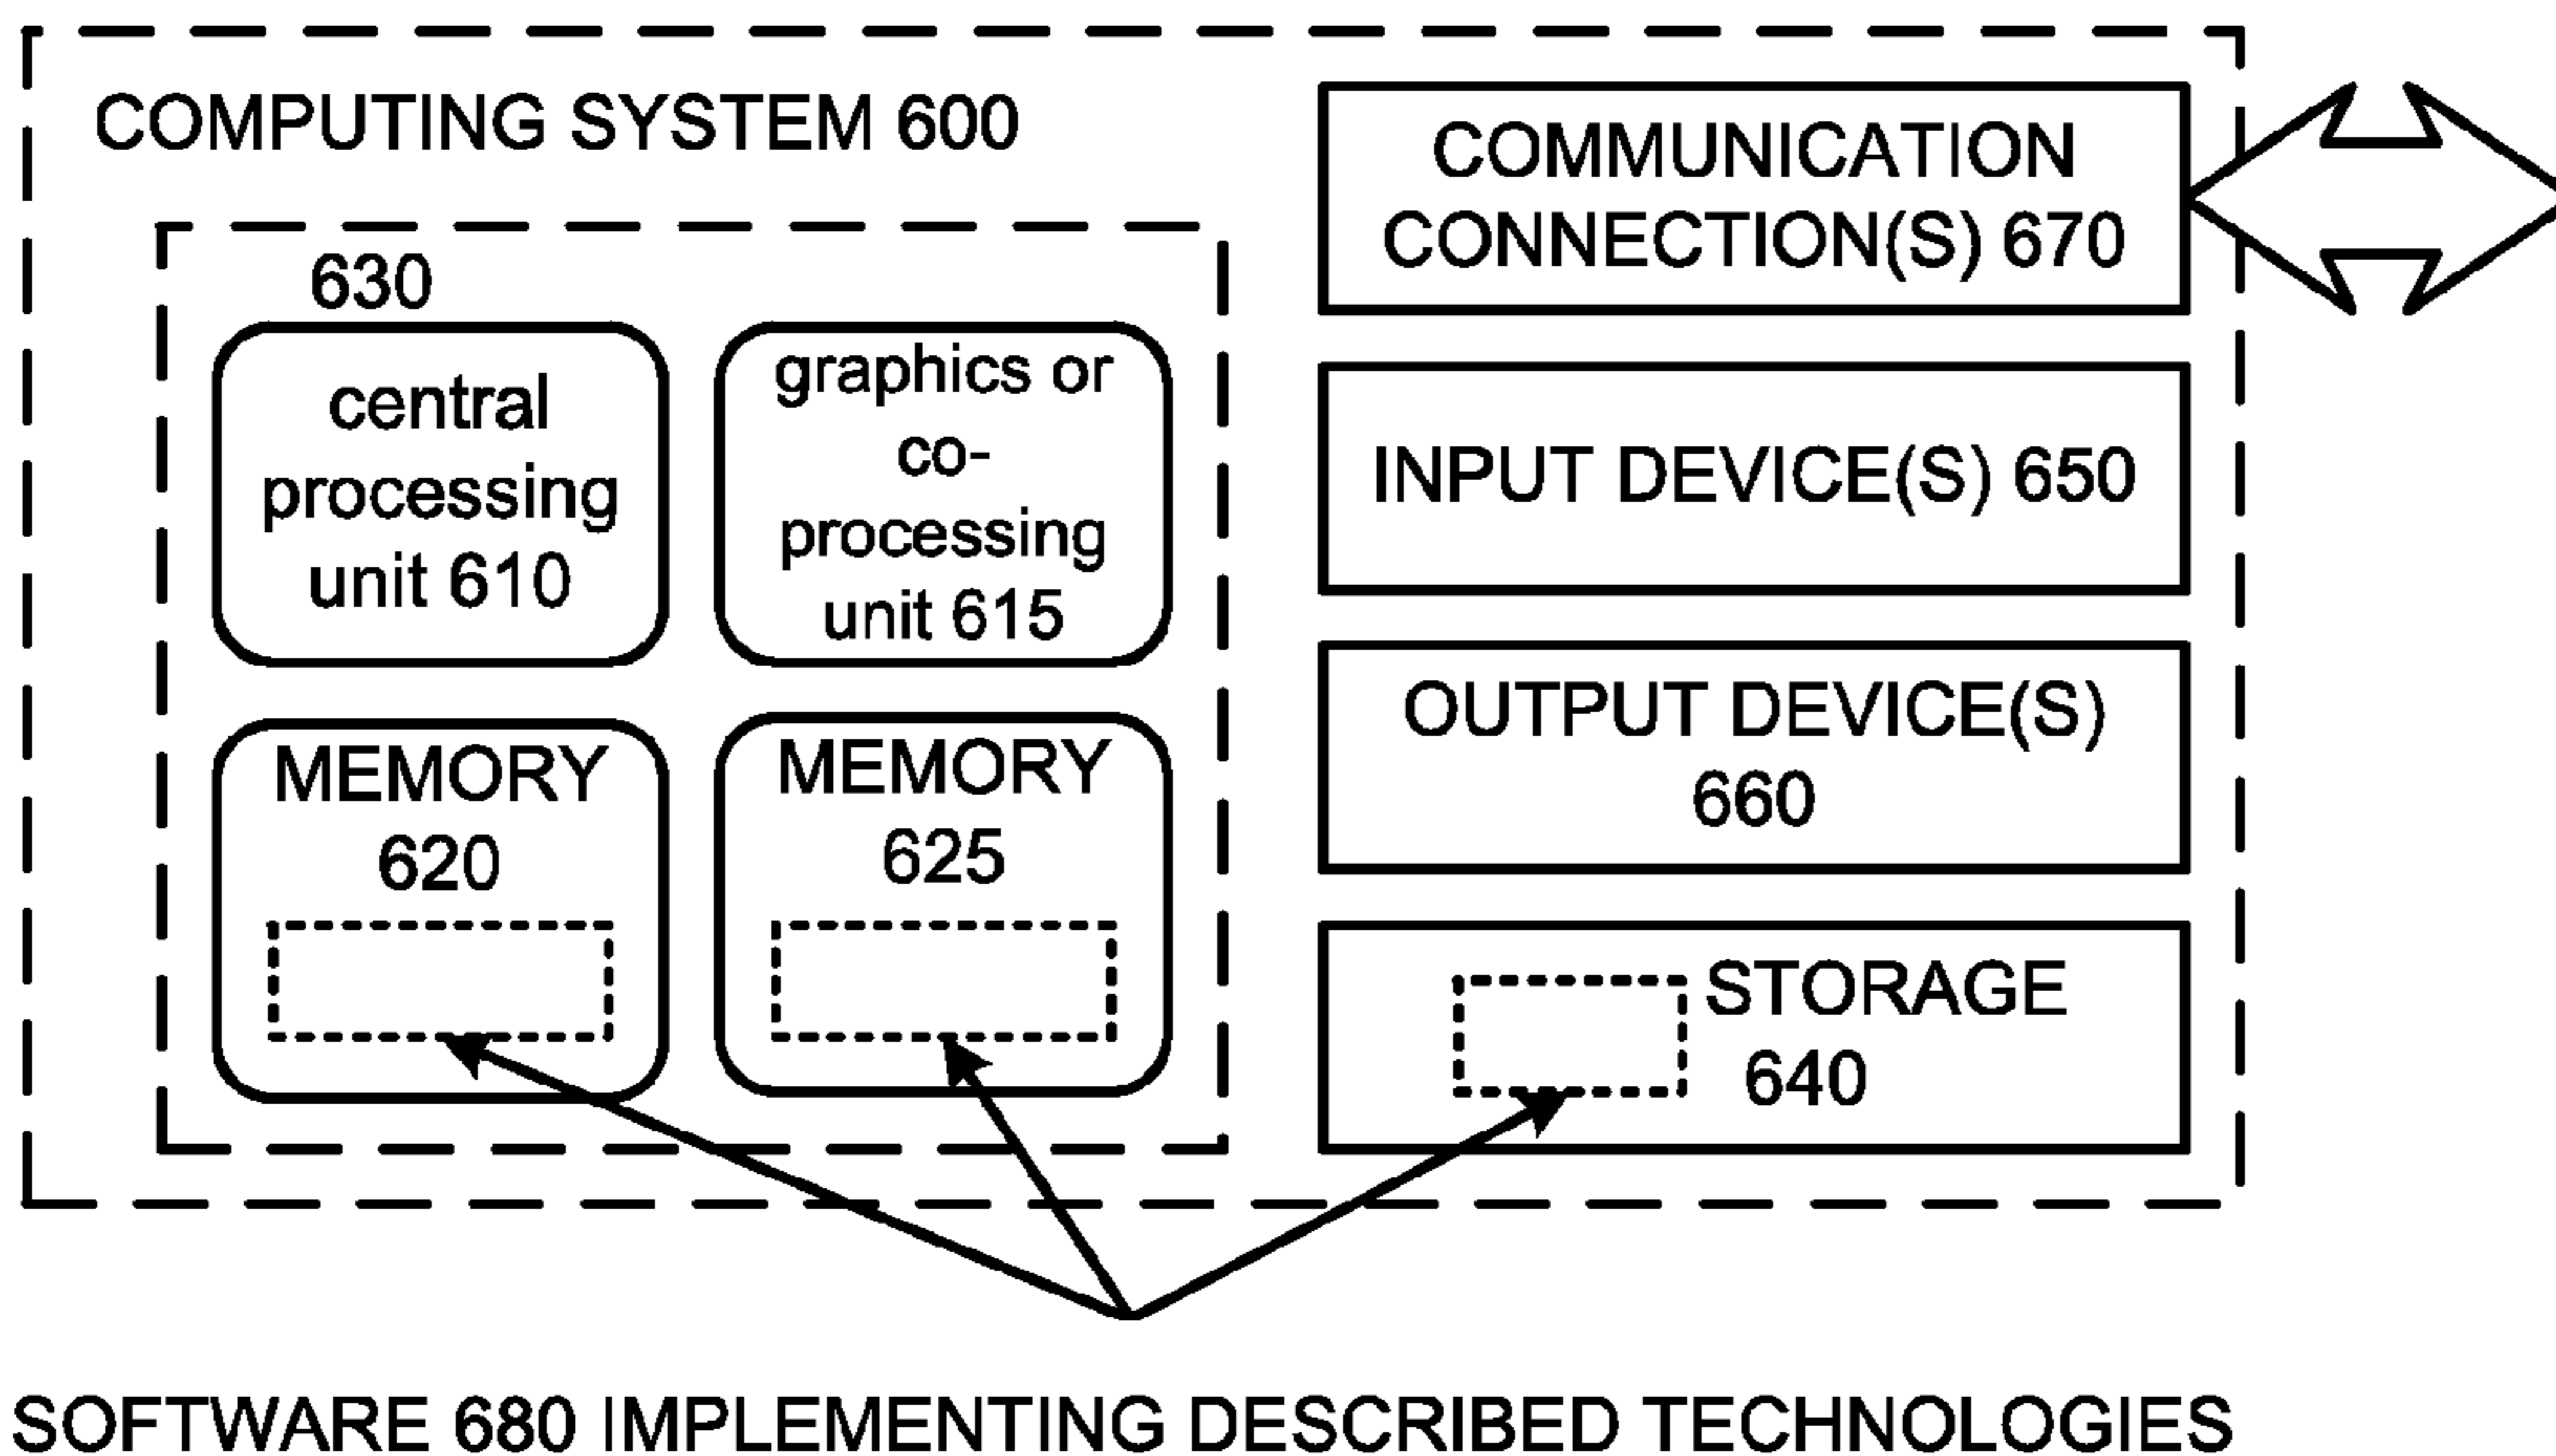 COMPUTING SYSTEM 600
630
central
processing
unit 610
graphics or
co-
processing
unit 615
MEMORY
620
MEMORY
625
COMMUNICATION
CONNECTION(S) 670
INPUT DEVICE(S) 650
OUTPUT DEVICE(S)
660
STORAGE
640
SOFTWARE 680 IMPLEMENTING DESCRIBED TECHNOLOGIES